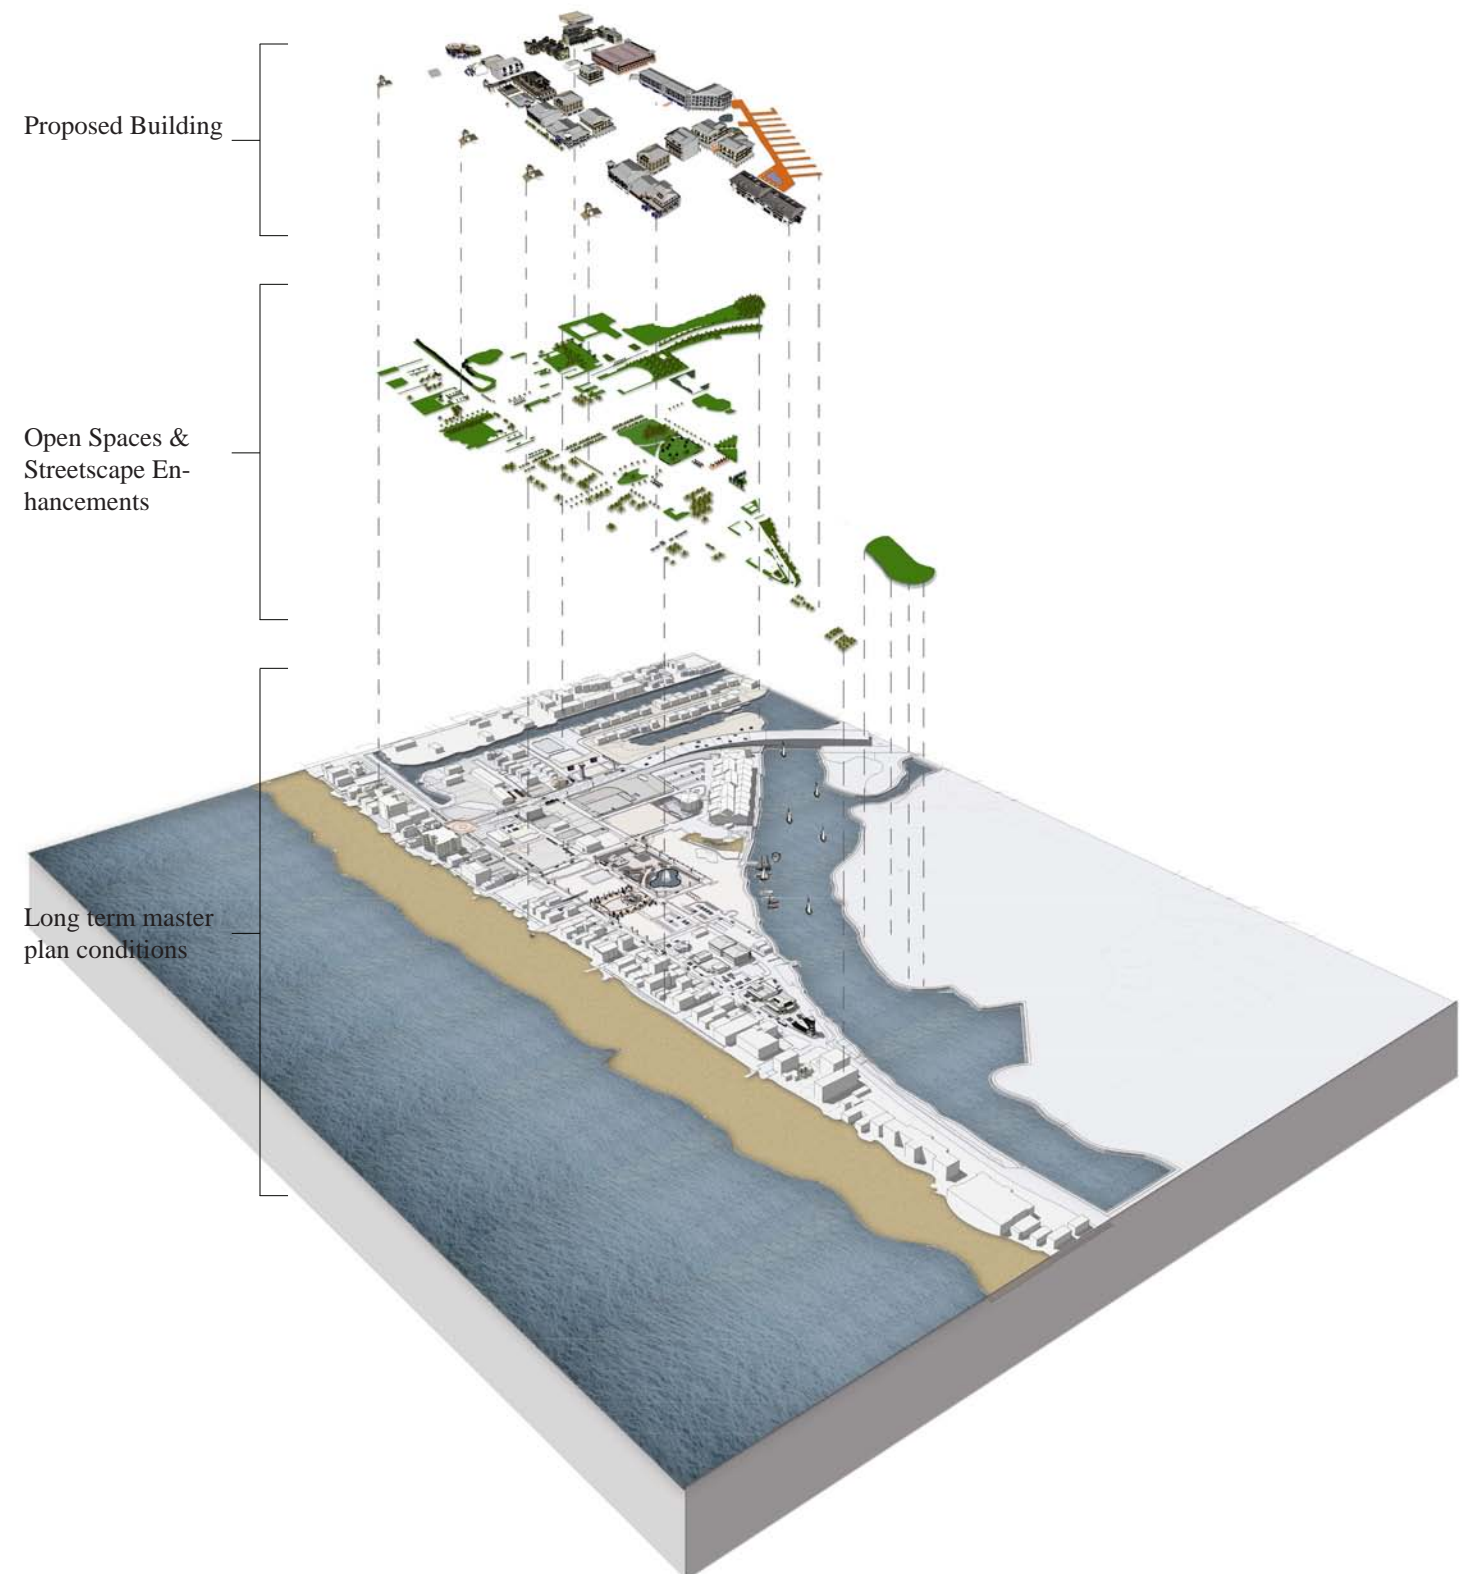 Proposed Building
Open Spaces &
Streetscape En-
hancements
Long term master
plan conditions